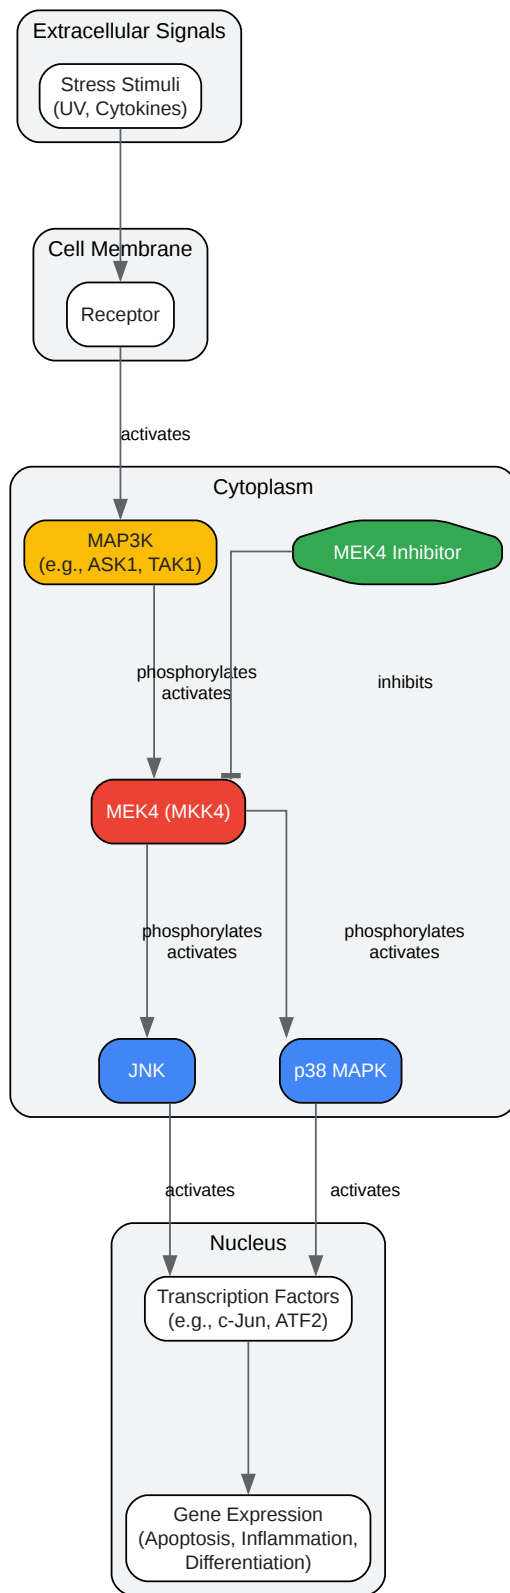 Extracellular Signals
Stress Stimuli
(UV, Cytokines)
Cell Membrane
Receptor
activates
Cytoplasm
MAP3K
(e.g., ASK1, TAK1)
MEK4 Inhibitor
phosphorylates
activates
inhibits
MEK4 (MKK4)
phosphorylates
activates
phosphorylates
activates
JNK
p38 MAPK
activates
activates
Nucleus
Transcription Factors
(e.g., c-Jun, ATF2)
Gene Expression
(Apoptosis, Inflammation,
Differentiation)